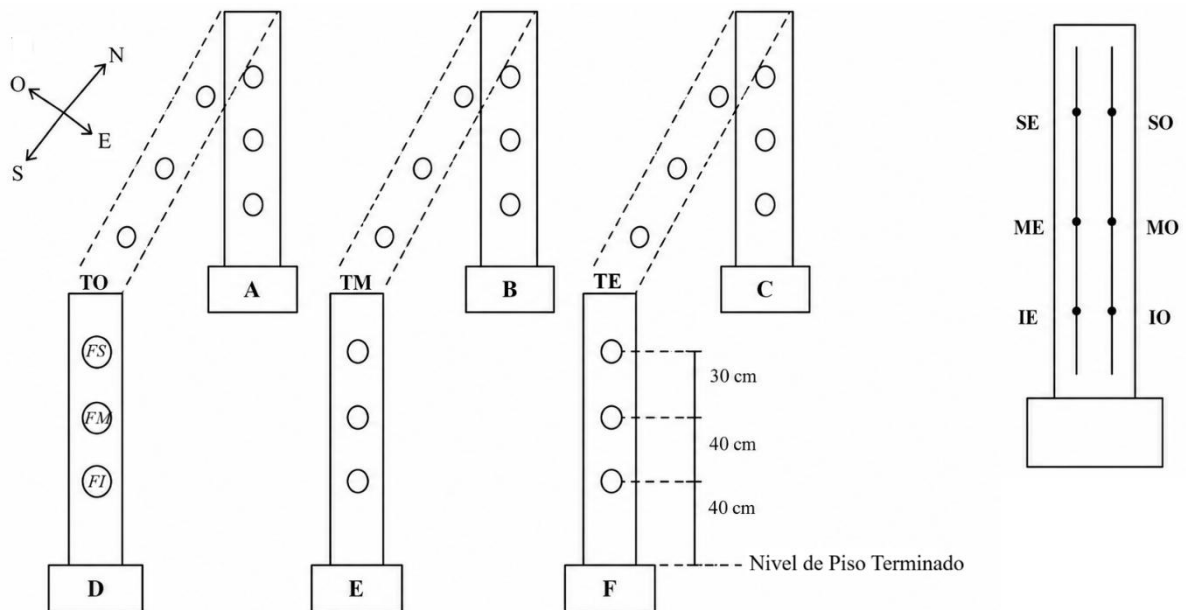 N
O
E
S
TO
A
TM
B
TE
C
FS
FM
FI
30 cm
40 cm
40 cm
Nivel de Piso Terminado
D
E
F
SE SO
ME MO
IE IO